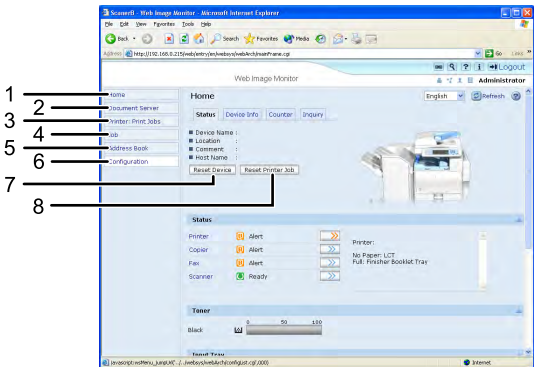 ScanerB - Web Image Monitor - Microsoft Internet Explorer
File Edit View Favorites Tools Help
Back Search Favorites Media
Address http://192.168.0.215/web/entry/en/websys/webArch/mainFrame.cgi Go Links »
? i Logout
Web Image Monitor Administrator
1 Home
2 Document Server
3 Printer: Print Jobs
4 Job
5 Address Book
6 Configuration
Home English Refresh
Status Device Info Counter Inquiry
Device Name :
Location :
Comment :
Host Name :
Reset Device Reset Printer Job
7
8
Status
Printer Alert
Copier Alert
Fax Alert
Scanner Ready
Printer:
No Paper: LCT
Full: Finisher Booklet Tray
Toner
0 50 100
Black
Input Tray
Internet